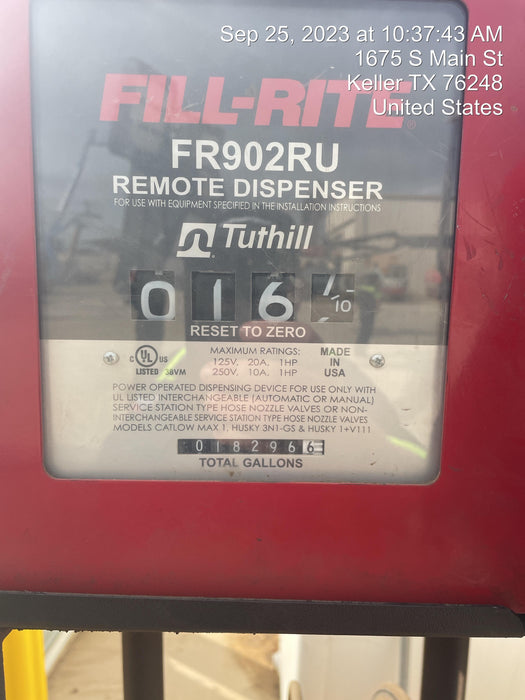 Sep 25, 2023 at 10:37:43 AM
1675 S Main St
Keller TX 76248
United States
FILL-RITE®
FR902RU
REMOTE DISPENSER
FOR USE WITH EQUIPMENT SPECIFIED IN THE INSTALLATION INSTRUCTIONS
Tuthill
0 1 6 /10
RESET TO ZERO
C UL US
LISTED 38VM
MAXIMUM RATINGS:
125V. 20A. 1HP
250V. 10A. 1HP
MADE
IN
USA
POWER OPERATED DISPENSING DEVICE FOR USE ONLY WITH
UL LISTED INTERCHANGEABLE (AUTOMATIC OR MANUAL)
SERVICE STATION TYPE HOSE NOZZLE VALVES OR NON-
INTERCHANGEABLE SERVICE STATION TYPE HOSE NOZZLE VALVES
MODELS CATLOW MAX 1, HUSKY 3N1-GS & HUSKY 1+V111
0 1 8 2 9 6 6
TOTAL GALLONS